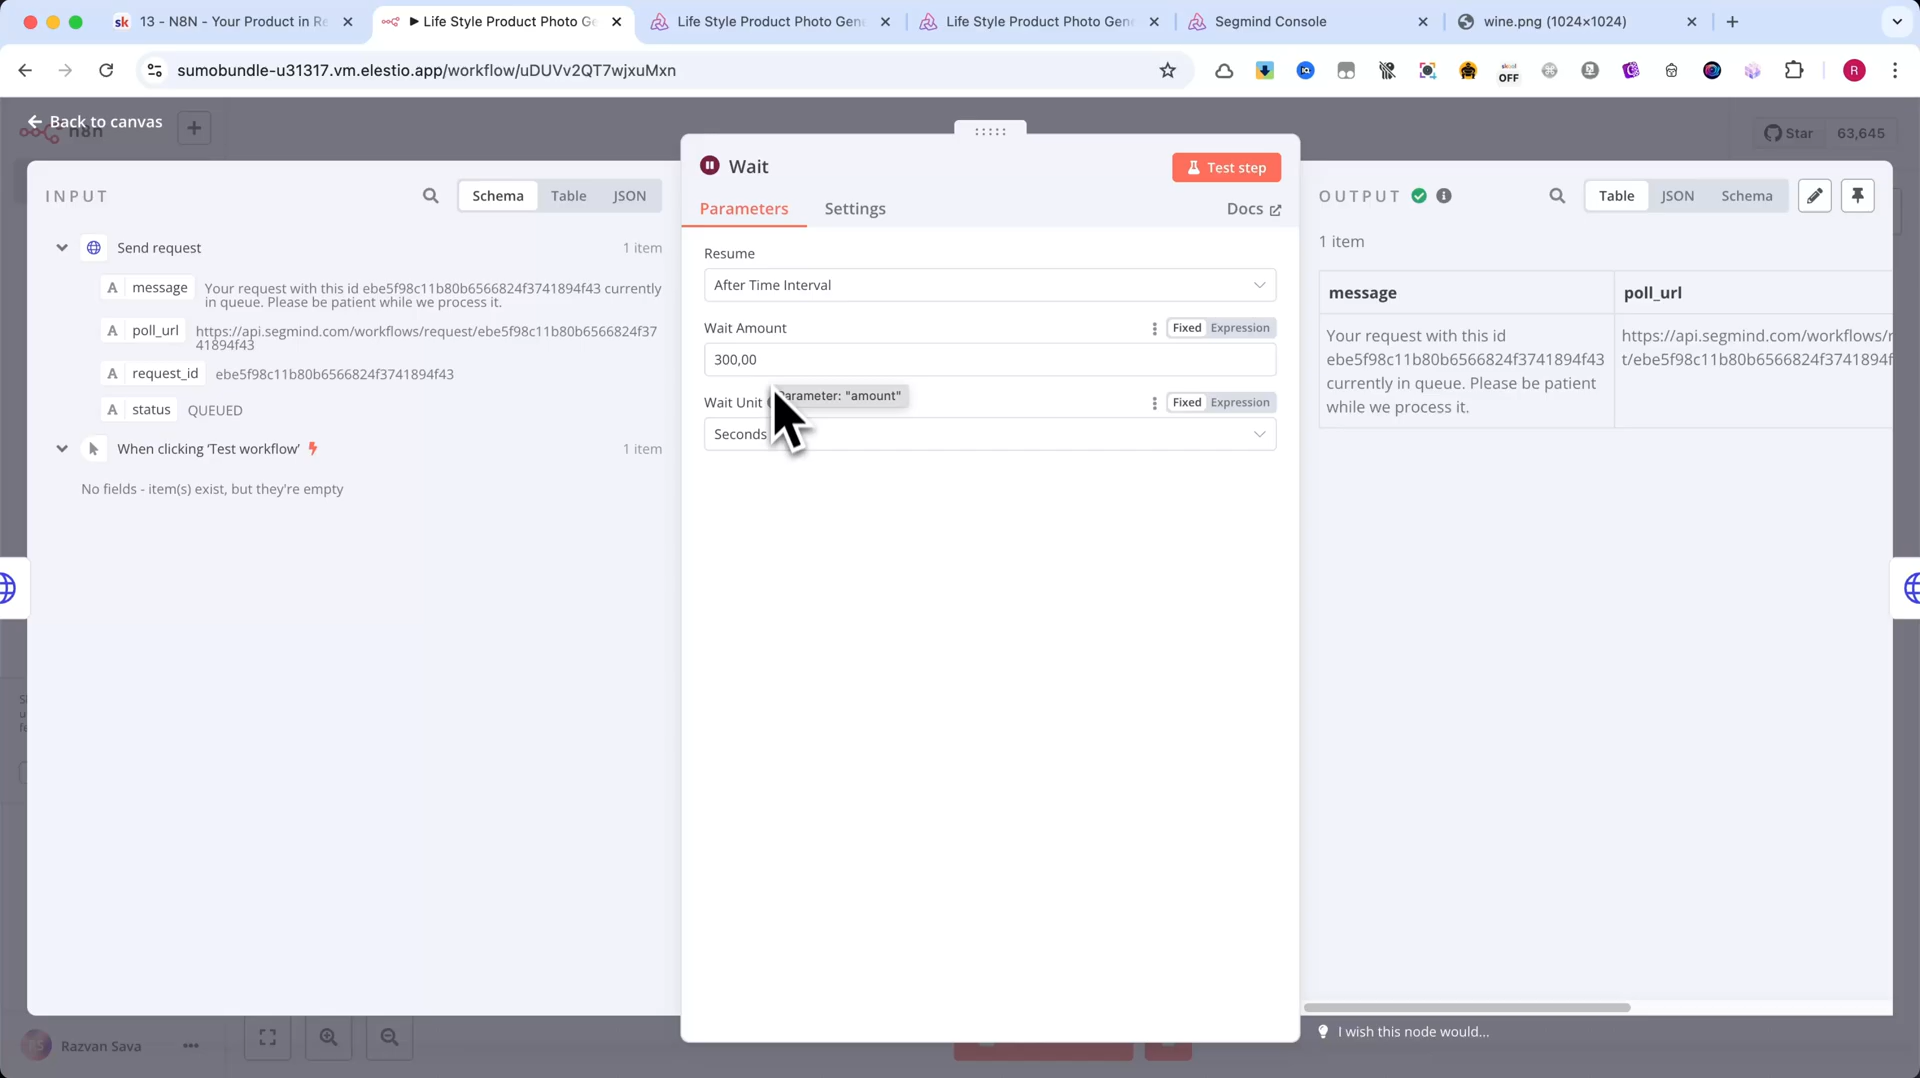 sk 13 - N8N - Your Product in Re
▶ Life Style Product Photo Ge
Life Style Product Photo Gene
Life Style Product Photo Gene
Segmind Console
wine.png (1024×1024)
sumobundle-u31317.vm.elestio.app/workflow/uDUVv2QT7wjxuMxn
OFF
R
Back to canvas
n8n
Star 63,645
Wait
Test step
INPUT
Schema Table JSON
Parameters Settings Docs
OUTPUT
Table JSON Schema
Send request 1 item
A message Your request with this id ebe5f98c11b80b6566824f3741894f43 currently
in queue. Please be patient while we process it.
A poll_url https://api.segmind.com/workflows/request/ebe5f98c11b80b6566824f37
41894f43
A request_id ebe5f98c11b80b6566824f3741894f43
A status QUEUED
When clicking ‘Test workflow’ 1 item
No fields - item(s) exist, but they're empty
Resume
After Time Interval
Wait Amount Fixed Expression
300,00
Parameter: "amount"
Wait Unit Fixed Expression
Seconds
1 item
message poll_url
Your request with this id
ebe5f98c11b80b6566824f3741894f43
currently in queue. Please be patient
while we process it.
https://api.segmind.com/workflows/r
t/ebe5f98c11b80b6566824f3741894f
I wish this node would...
RS Razvan Sava